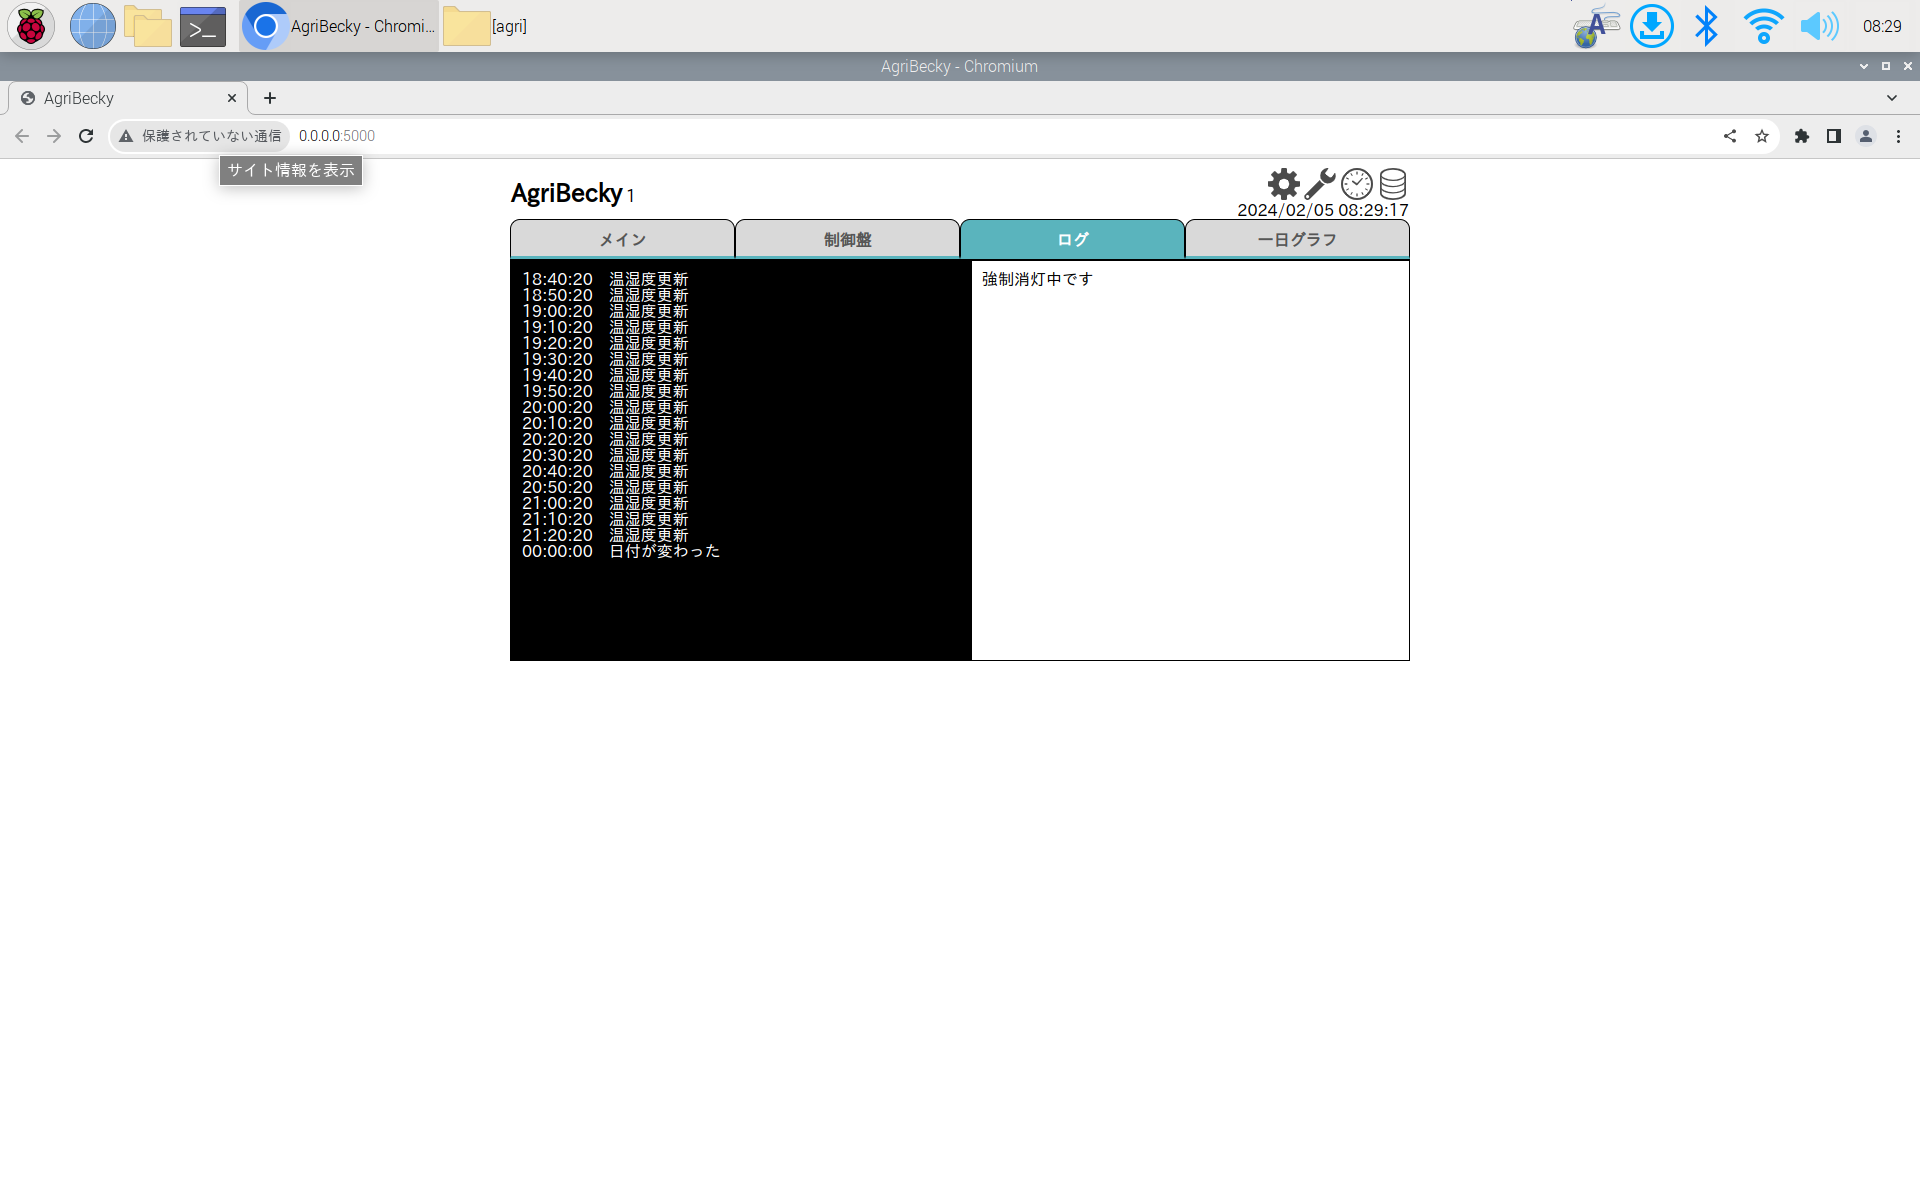 AgriBecky - Chromi...
[agri]
08:29
AgriBecky - Chromium
AgriBecky
保護されていない通信
0.0.0.0:5000
サイト情報を表示
AgriBecky 1
2024/02/05 08:29:17
メイン
制御盤
ログ
一日グラフ
18:40:20 温湿度更新
18:50:20 温湿度更新
19:00:20 温湿度更新
19:10:20 温湿度更新
19:20:20 温湿度更新
19:30:20 温湿度更新
19:40:20 温湿度更新
19:50:20 温湿度更新
20:00:20 温湿度更新
20:10:20 温湿度更新
20:20:20 温湿度更新
20:30:20 温湿度更新
20:40:20 温湿度更新
20:50:20 温湿度更新
21:00:20 温湿度更新
21:10:20 温湿度更新
21:20:20 温湿度更新
00:00:00 日付が変わった
強制消灯中です